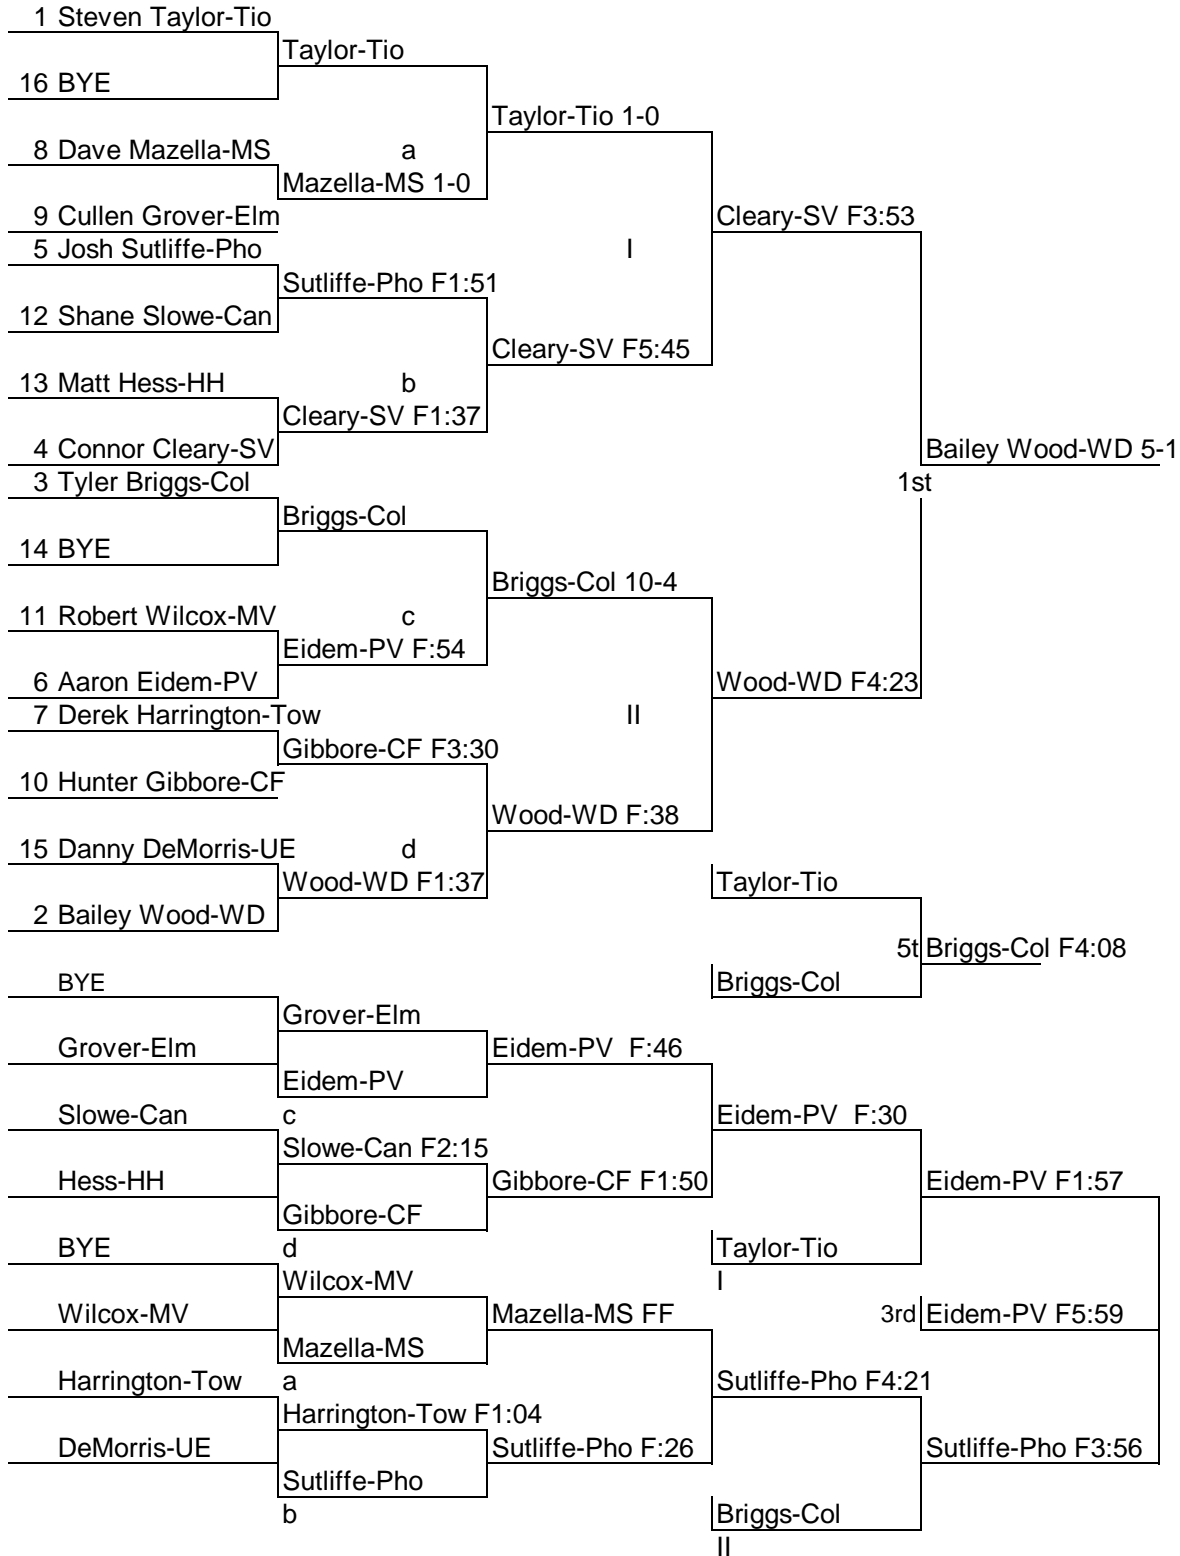 1 Steven Taylor-Tio
Taylor-Tio
16 BYE
Taylor-Tio 1-0
8 Dave Mazella-MS
a
Mazella-MS 1-0
9 Cullen Grover-Elm
Cleary-SV F3:53
5 Josh Sutliffe-Pho
I
Sutliffe-Pho F1:51
12 Shane Slowe-Can
Cleary-SV F5:45
13 Matt Hess-HH
b
Cleary-SV F1:37
4 Connor Cleary-SV
Bailey Wood-WD 5-1
3 Tyler Briggs-Col
1st
Briggs-Col
14 BYE
Briggs-Col 10-4
11 Robert Wilcox-MV
c
Eidem-PV F:54
6 Aaron Eidem-PV
Wood-WD F4:23
7 Derek Harrington-Tow
II
Gibbore-CF F3:30
10 Hunter Gibbore-CF
Wood-WD F:38
15 Danny DeMorris-UE
d
Wood-WD F1:37
Taylor-Tio
2 Bailey Wood-WD
5t Briggs-Col F4:08
BYE
Briggs-Col
Grover-Elm
Grover-Elm
Eidem-PV F:46
Eidem-PV
Slowe-Can
c
Eidem-PV F:30
Slowe-Can F2:15
Hess-HH
Gibbore-CF F1:50
Eidem-PV F1:57
Gibbore-CF
BYE
d
Taylor-Tio
Wilcox-MV
I
Wilcox-MV
Mazella-MS FF
3rd Eidem-PV F5:59
Mazella-MS
Harrington-Tow
a
Sutliffe-Pho F4:21
Harrington-Tow F1:04
DeMorris-UE
Sutliffe-Pho F:26
Sutliffe-Pho F3:56
Sutliffe-Pho
b
Briggs-Col
II